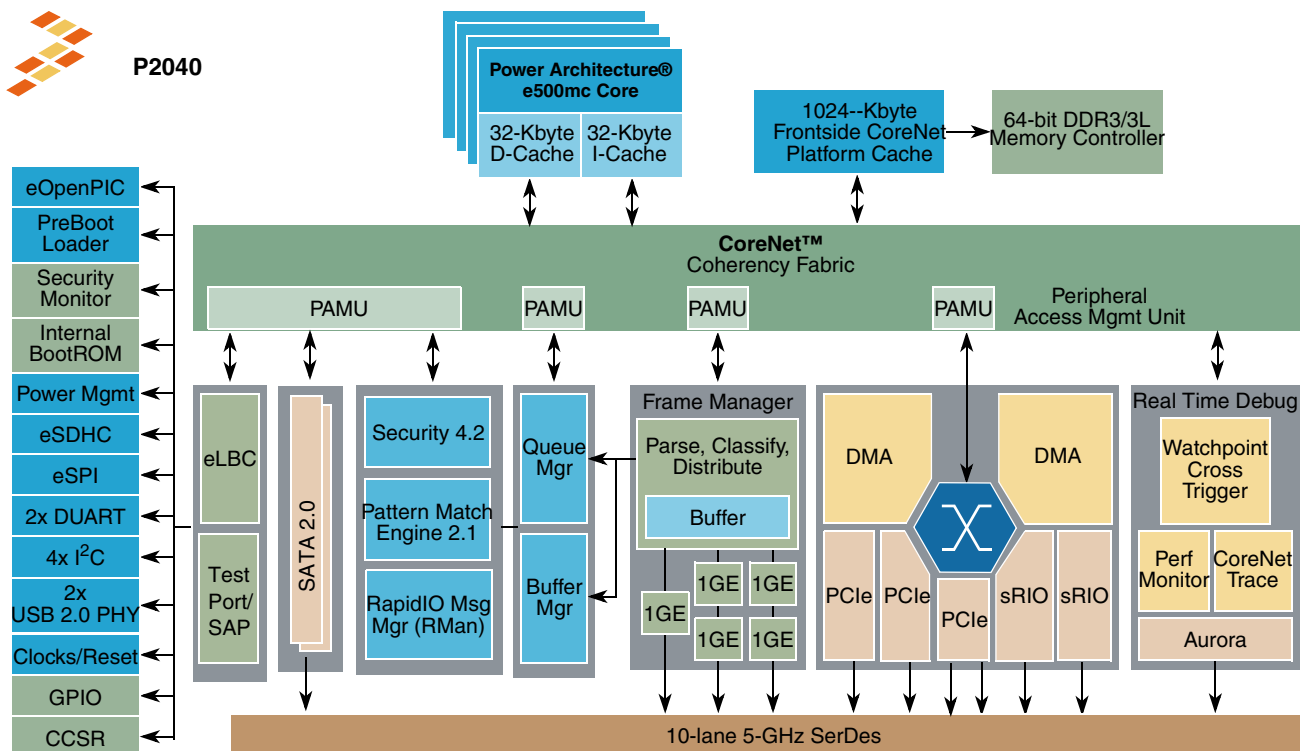 P2040
Power Architecture®
e500mc Core
32-Kbyte
D-Cache
32-Kbyte
I-Cache
1024--Kbyte
Frontside CoreNet
Platform Cache
64-bit DDR3/3L
Memory Controller
eOpenPIC
PreBoot
Loader
Security
Monitor
Internal
BootROM
Power Mgmt
eSDHC
eSPI
2x DUART
4x I²C
2x
USB 2.0 PHY
Clocks/Reset
GPIO
CCSR
CoreNet™
Coherency Fabric
PAMU
PAMU
PAMU
PAMU
Peripheral
Access Mgmt Unit
eLBC
Test
Port/
SAP
SATA 2.0
Security 4.2
Pattern Match
Engine 2.1
RapidIO Msg
Mgr (RMan)
Queue
Mgr
Buffer
Mgr
Frame Manager
Parse, Classify,
Distribute
Buffer
1GE
1GE
1GE
1GE
1GE
DMA
DMA
PCIe
PCIe
PCIe
sRIO
sRIO
Real Time Debug
Watchpoint
Cross
Trigger
Perf
Monitor
CoreNet
Trace
Aurora
10-lane 5-GHz SerDes